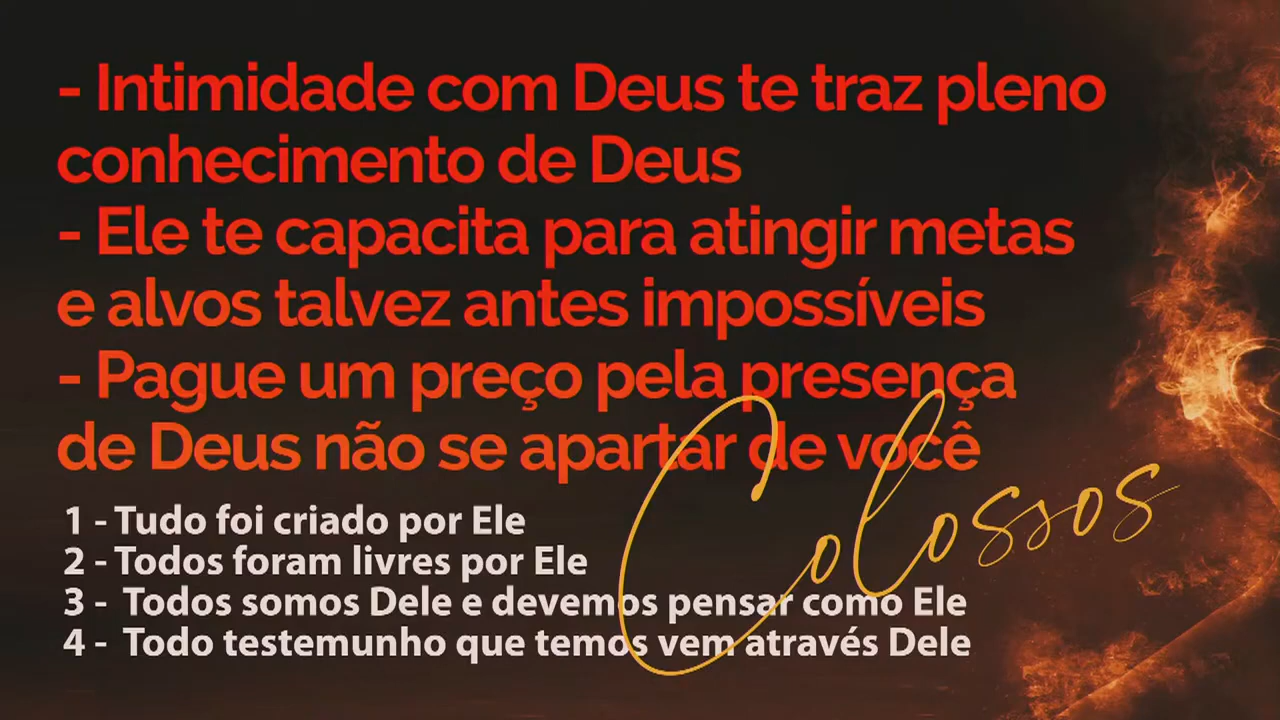 - Intimidade com Deus te traz pleno
conhecimento de Deus
- Ele te capacita para atingir metas
e alvos talvez antes impossíveis
- Pague um preço pela presença
de Deus não se apartar de você
Colossos
1 - Tudo foi criado por Ele
2 - Todos foram livres por Ele
3 - Todos somos Dele e devemos pensar como Ele
4 - Todo testemunho que temos vem através Dele